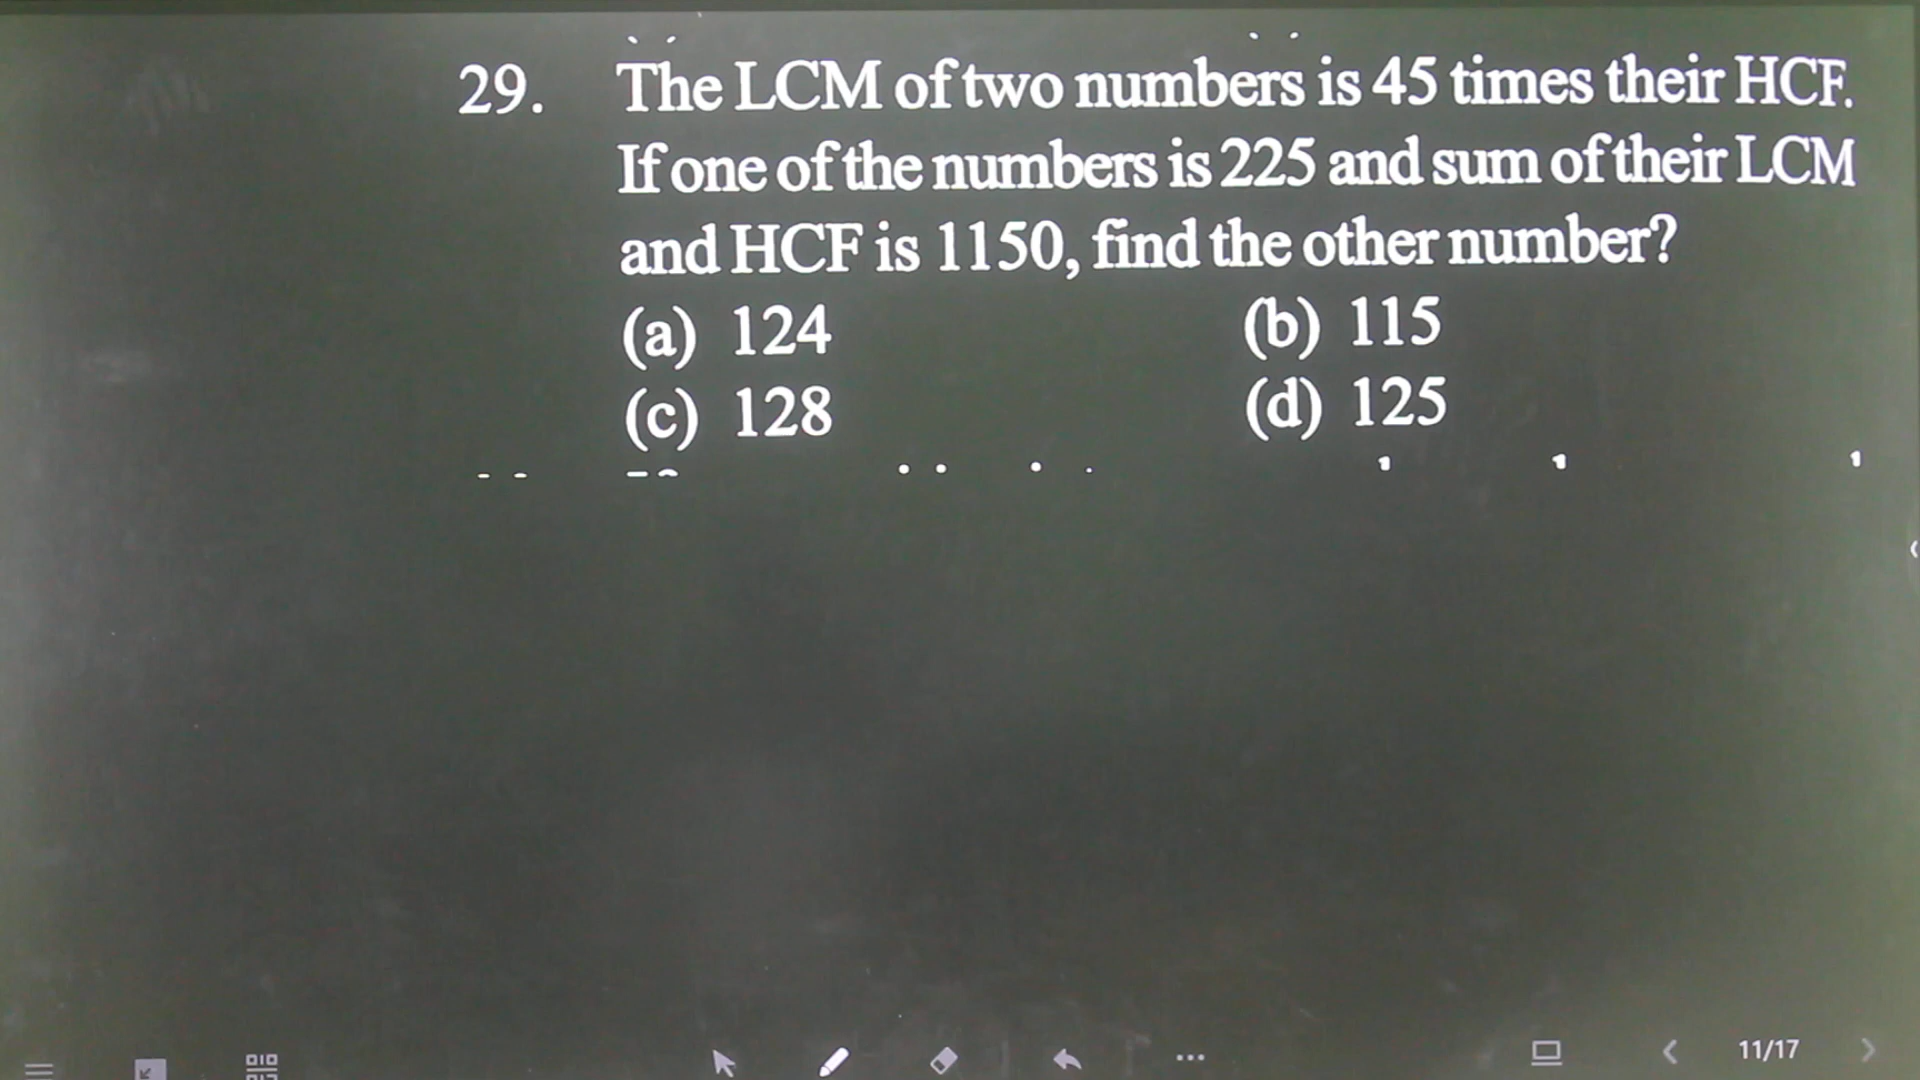 29. The LCM of two numbers is 45 times their HCF.
If one of the numbers is 225 and sum of their LCM
and HCF is 1150, find the other number?
(a) 124 (b) 115
(c) 128 (d) 125
11/17